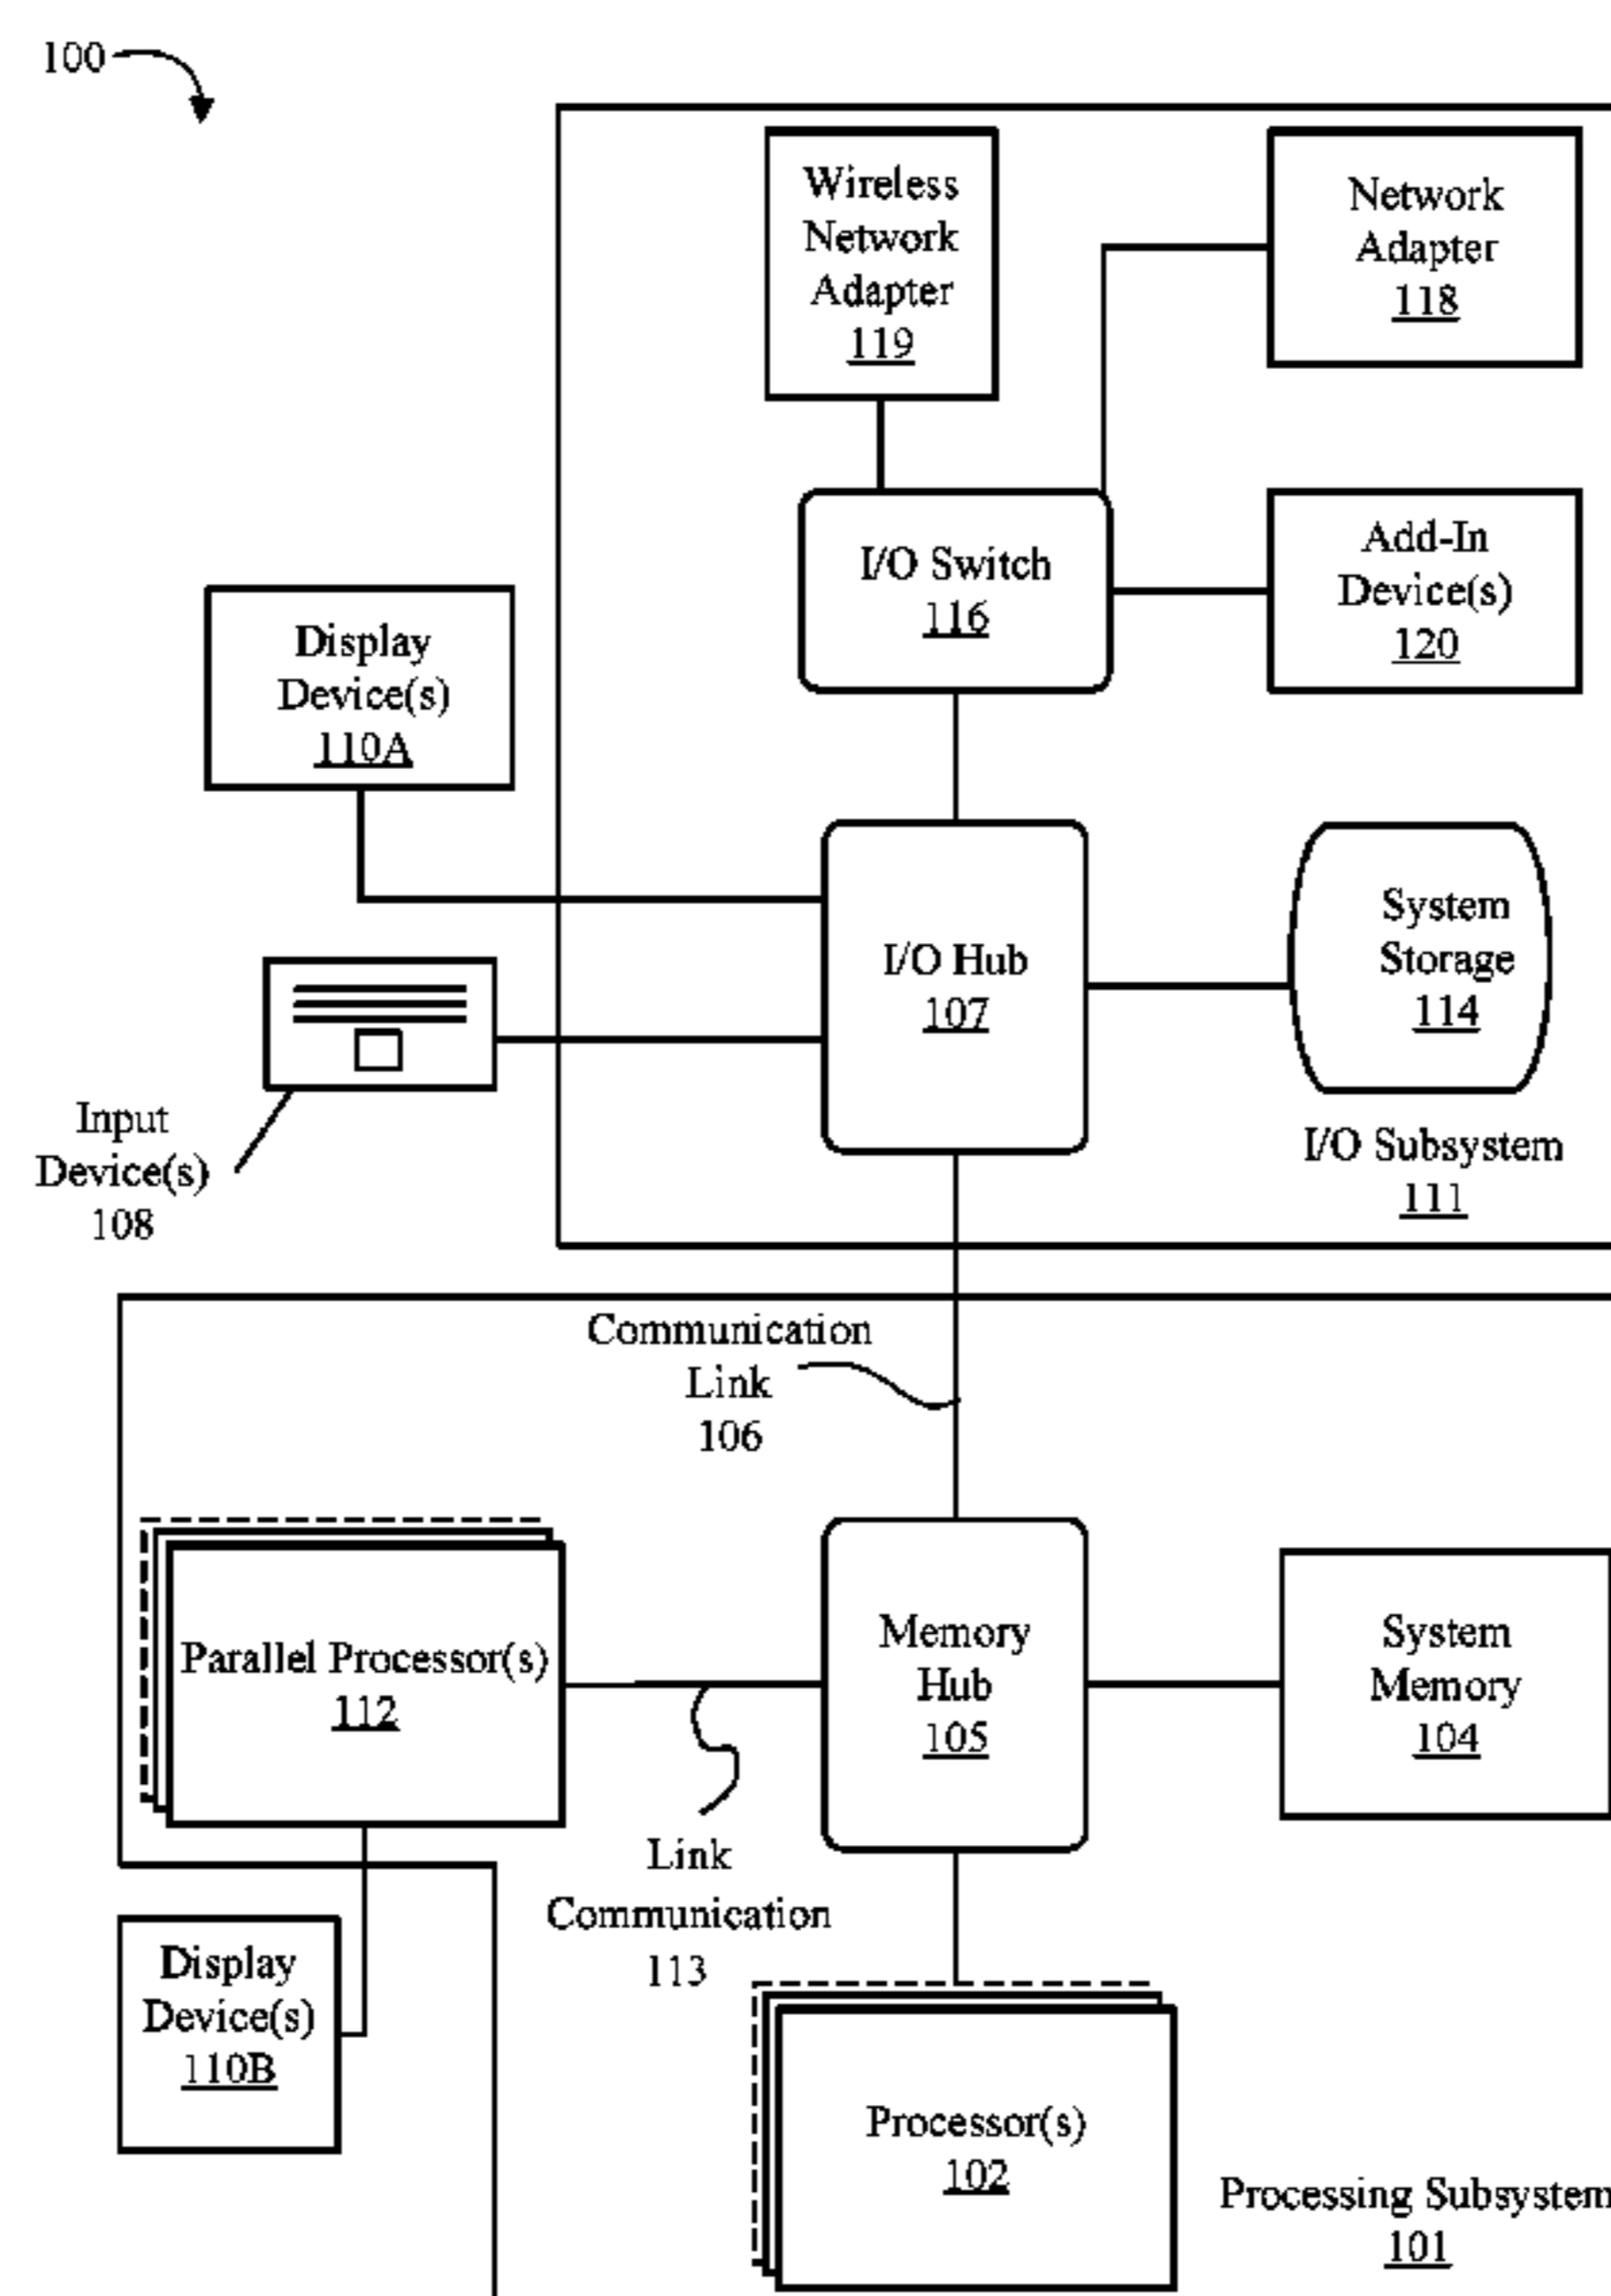 100
Wireless
Network
Adapter
119
Network
Adapter
118
I/O Switch
116
Add-In
Device(s)
120
Display
Device(s)
110A
I/O Hub
107
System
Storage
114
Input
Device(s)
108
I/O Subsystem
111
Communication
Link
106
Parallel Processor(s)
112
Memory
Hub
105
System
Memory
104
Link
Communication
113
Display
Device(s)
110B
Processor(s)
102
Processing Subsystem
101